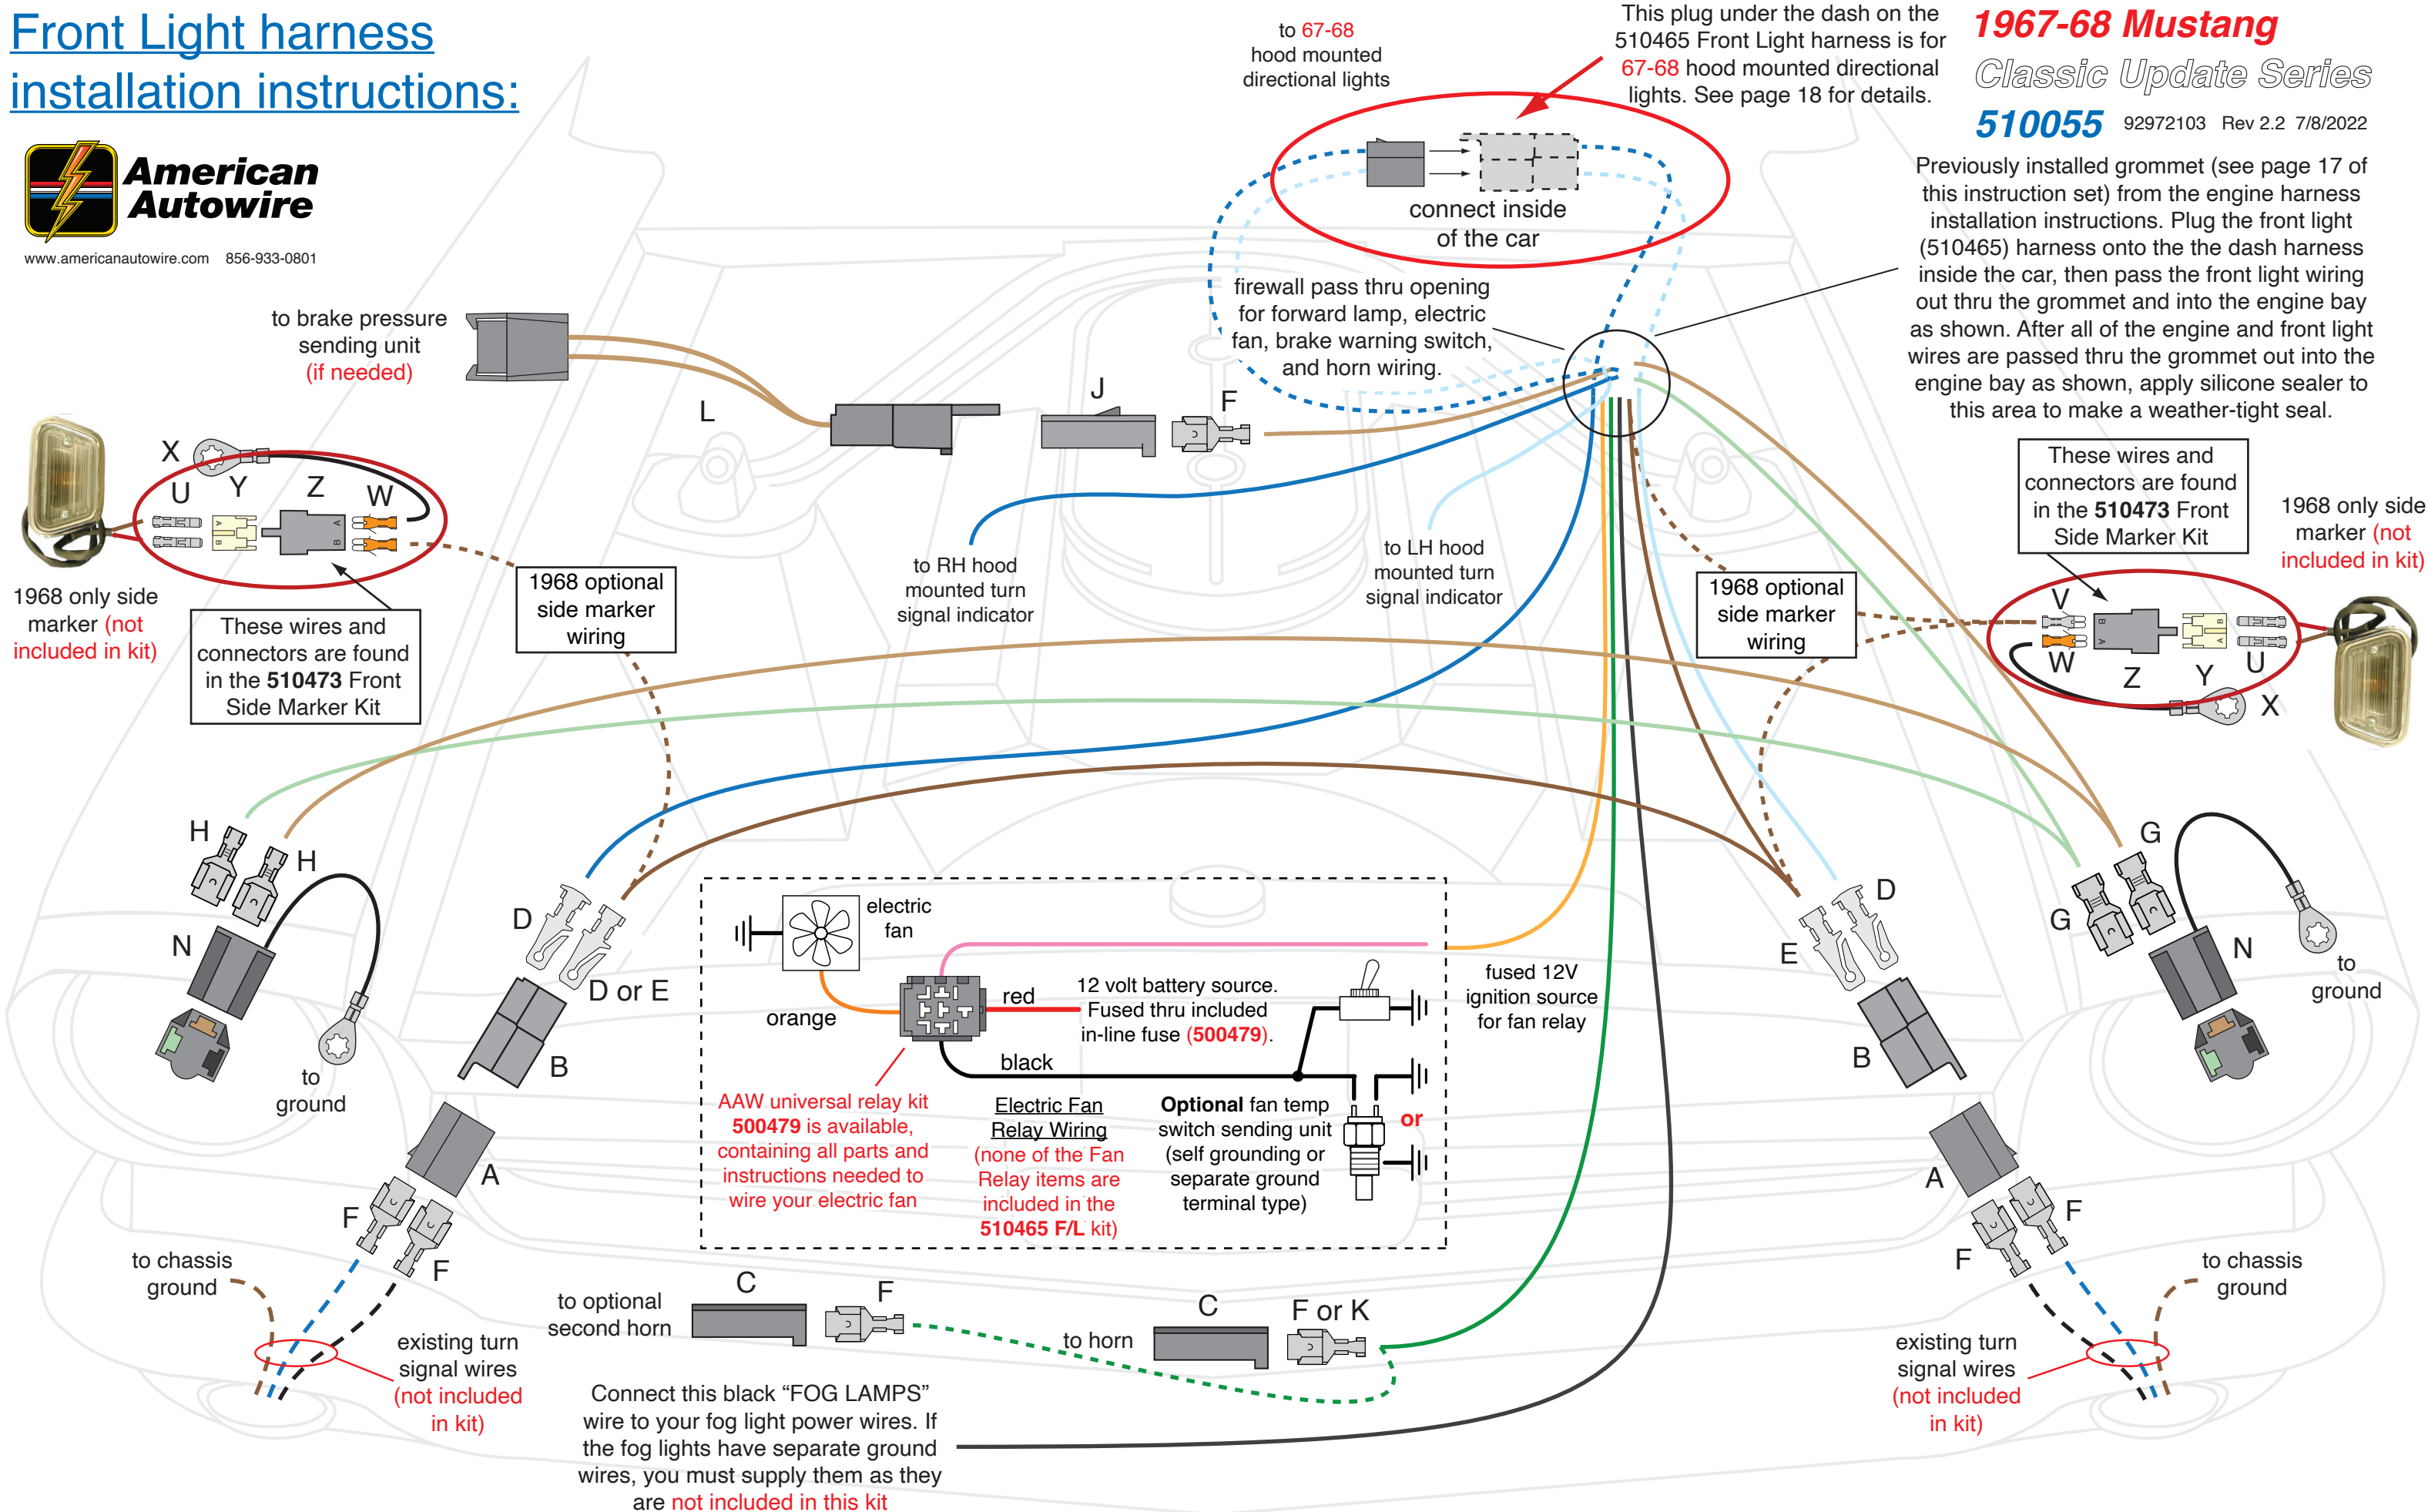 Front Light harness
installation instructions:
American
Autowire
www.americanautowire.com 856-933-0801
to 67-68
hood mounted
directional lights
This plug under the dash on the
510465 Front Light harness is for
67-68 hood mounted directional
lights. See page 18 for details.
1967-68 Mustang
Classic Update Series
510055 92972103 Rev 2.2 7/8/2022
Previously installed grommet (see page 17 of
this instruction set) from the engine harness
installation instructions. Plug the front light
(510465) harness onto the the dash harness
inside the car, then pass the front light wiring
out thru the grommet and into the engine bay
as shown. After all of the engine and front light
wires are passed thru the grommet out into the
engine bay as shown, apply silicone sealer to
this area to make a weather-tight seal.
connect inside
of the car
firewall pass thru opening
for forward lamp, electric
fan, brake warning switch,
and horn wiring.
to brake pressure
sending unit
(if needed)
L
J
F
X
U
Y
Z
W
A
B
A
B
1968 only side
marker (not
included in kit)
These wires and
connectors are found
in the 510473 Front
Side Marker Kit
1968 optional
side marker
wiring
to RH hood
mounted turn
signal indicator
to LH hood
mounted turn
signal indicator
1968 optional
side marker
wiring
These wires and
connectors are found
in the 510473 Front
Side Marker Kit
1968 only side
marker (not
included in kit)
V
W
B
A
Z
B
A
Y
U
X
H
H
N
to
ground
D
D or E
B
A
F
F
to chassis
ground
existing turn
signal wires
(not included
in kit)
electric
fan
orange
red
12 volt battery source.
Fused thru included
in-line fuse (500479).
black
AAW universal relay kit
500479 is available,
containing all parts and
instructions needed to
wire your electric fan
Electric Fan
Relay Wiring
(none of the Fan
Relay items are
included in the
510465 F/L kit)
Optional fan temp
switch sending unit
(self grounding or
separate ground
terminal type)
or
fused 12V
ignition source
for fan relay
G
G
N
to
ground
D
E
B
A
F
F
to chassis
ground
existing turn
signal wires
(not included
in kit)
to optional
second horn
C
F
to horn
C
F or K
Connect this black “FOG LAMPS”
wire to your fog light power wires. If
the fog lights have separate ground
wires, you must supply them as they
are not included in this kit